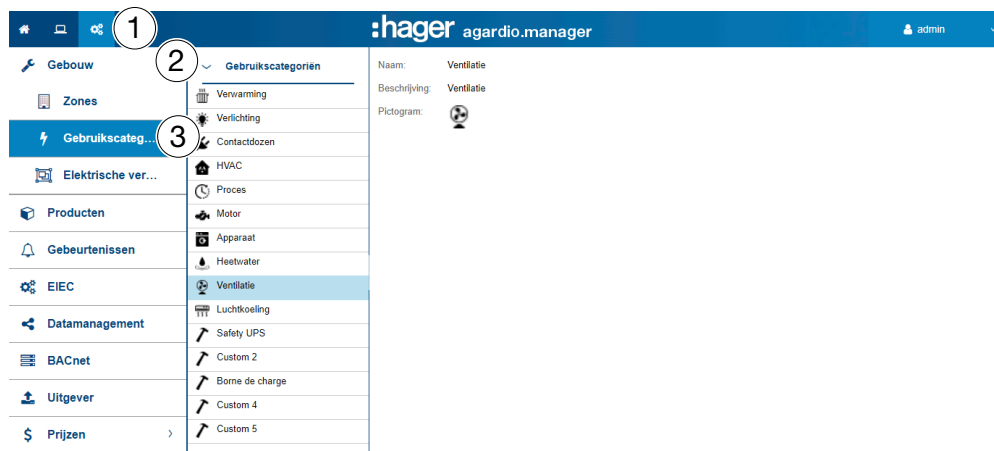 1
:hager agardio.manager
admin
Gebouw
Zones
Gebruikscateg...
Elektrische ver...
Producten
Gebeurtenissen
EIEC
Datamanagement
BACnet
Uitgever
Prijzen
2
Gebruikscategoriën
3
Verwarming
Verlichting
Contactdozen
HVAC
Proces
Motor
Apparaat
Heetwater
Ventilatie
Luchtkoeling
Safety UPS
Custom 2
Borne de charge
Custom 4
Custom 5
Naam: Ventilatie
Beschrijving: Ventilatie
Pictogram: